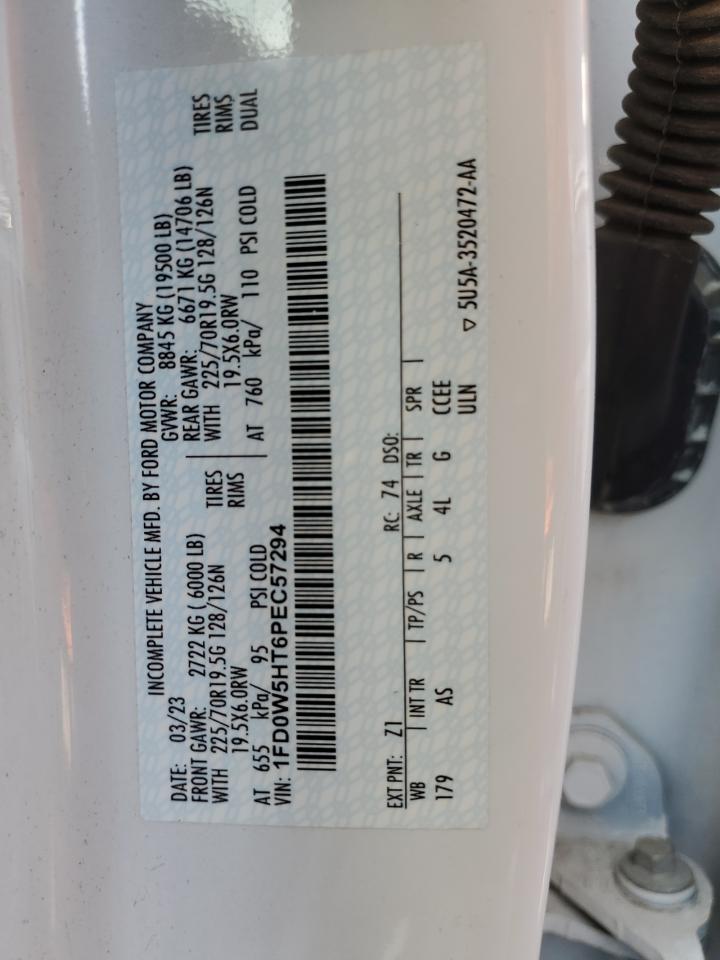 INCOMPLETE VEHICLE MFD. BY FORD MOTOR COMPANY
DATE: 03/23 GVWR: 8845 KG (19500 LB)
FRONT GAWR: 2722 KG ( 6000 LB) REAR GAWR: 6671 KG (14706 LB)
WITH 225/70R19.5G 128/126N TIRES WITH 225/70R19.5G 128/126N TIRES
19.5X6.0RW RIMS 19.5X6.0RW RIMS
AT 655 kPa/ 95 PSI COLD AT 760 kPa/ 110 PSI COLD DUAL
VIN: 1FD0W5HT6PEC57294
EXT PNT: Z1 RC: 74 DSO:
WB INT TR TP/PS R AXLE TR SPR
179 AS 5 4L G CCEE
ULN ▽ 5U5A-3520472-AA